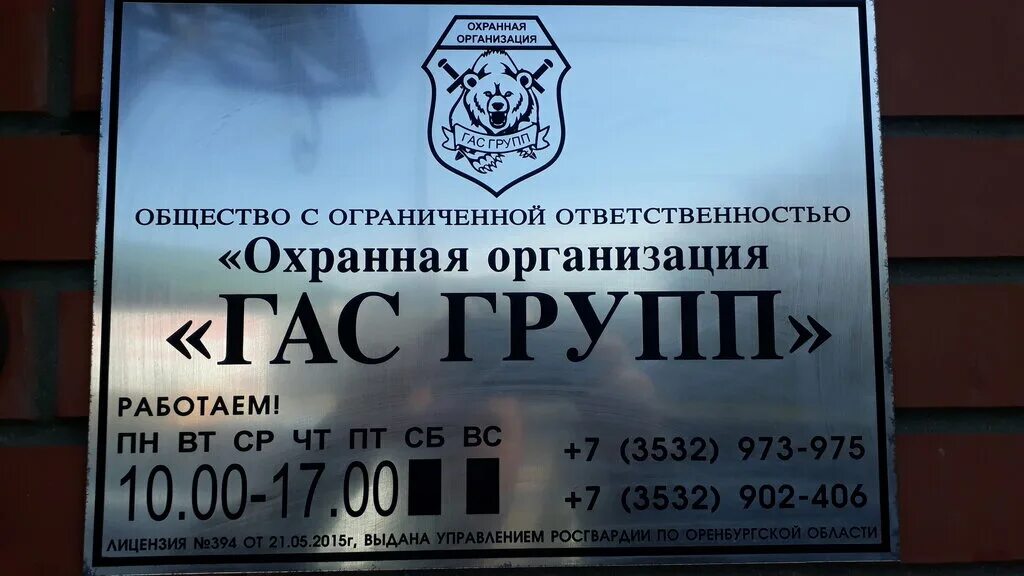 ОХРАННАЯ
ОРГАНИЗАЦИЯ
ГАС ГРУПП
ОБЩЕСТВО С ОГРАНИЧЕННОЙ ОТВЕТСТВЕННОСТЬЮ
«Охранная организация
«ГАС ГРУПП»
РАБОТАЕМ!
ПН ВТ СР ЧТ ПТ СБ ВС
10.00-17.00
+7 (3532) 973-975
+7 (3532) 902-406
ЛИЦЕНЗИЯ №394 ОТ 21.05.2015г, ВЫДАНА УПРАВЛЕНИЕМ РОСГВАРДИИ ПО ОРЕНБУРГСКОЙ ОБЛАСТИ